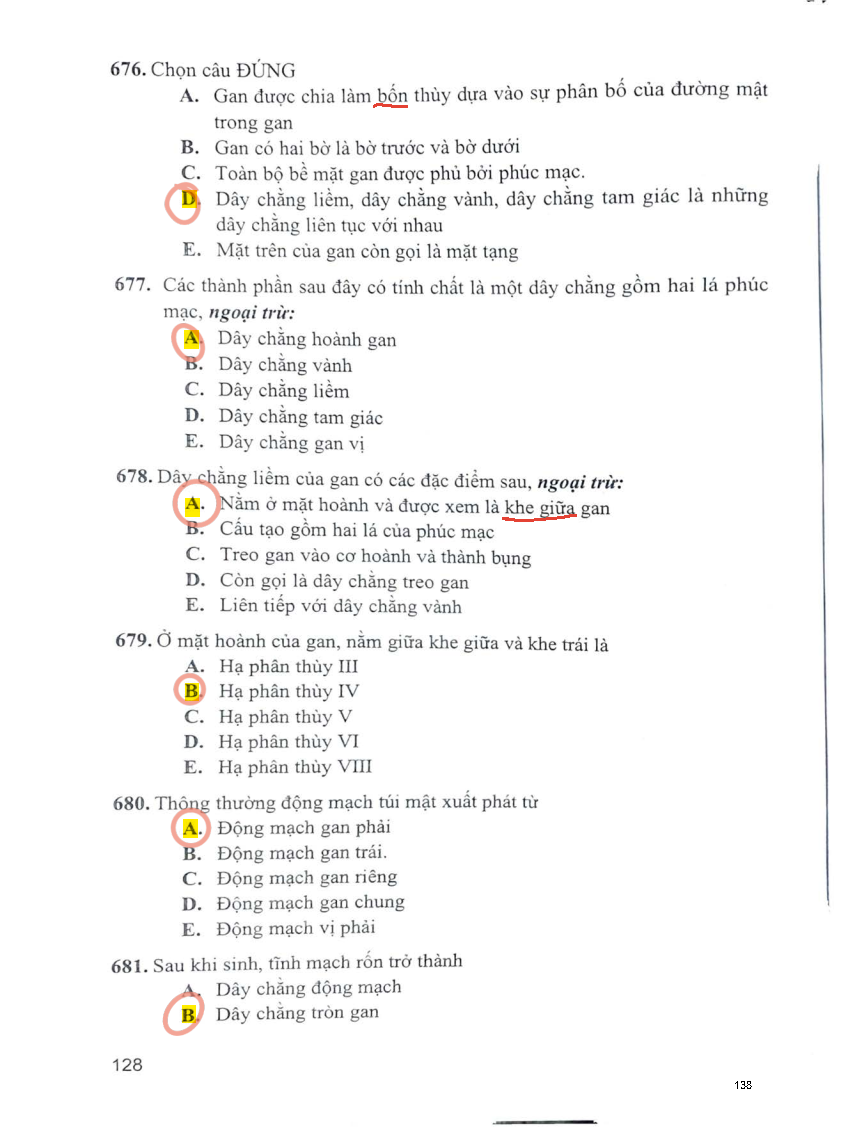 676. Chọn câu ĐÚNG
A. Gan được chia làm bốn thùy dựa vào sự phân bố của đường mật
trong gan
B. Gan có hai bờ là bờ trước và bờ dưới
C. Toàn bộ bề mặt gan được phủ bởi phúc mạc.
D. Dây chằng liềm, dây chằng vành, dây chằng tam giác là những
dây chằng liên tục với nhau
E. Mặt trên của gan còn gọi là mặt tạng
677. Các thành phần sau đây có tính chất là một dây chằng gồm hai lá phúc
mạc, ngoại trừ:
A. Dây chằng hoành gan
B. Dây chằng vành
C. Dây chằng liềm
D. Dây chằng tam giác
E. Dây chằng gan vị
678. Dây chằng liềm của gan có các đặc điểm sau, ngoại trừ:
A. Nằm ở mặt hoành và được xem là khe giữa gan
B. Cấu tạo gồm hai lá của phúc mạc
C. Treo gan vào cơ hoành và thành bụng
D. Còn gọi là dây chằng treo gan
E. Liên tiếp với dây chằng vành
679. Ở mặt hoành của gan, nằm giữa khe giữa và khe trái là
A. Hạ phân thùy III
B. Hạ phân thùy IV
C. Hạ phân thùy V
D. Hạ phân thùy VI
E. Hạ phân thùy VIII
680. Thông thường động mạch túi mật xuất phát từ
A. Động mạch gan phải
B. Động mạch gan trái.
C. Động mạch gan riêng
D. Động mạch gan chung
E. Động mạch vị phải
681. Sau khi sinh, tĩnh mạch rốn trở thành
A. Dây chằng động mạch
B. Dây chằng tròn gan
128
138